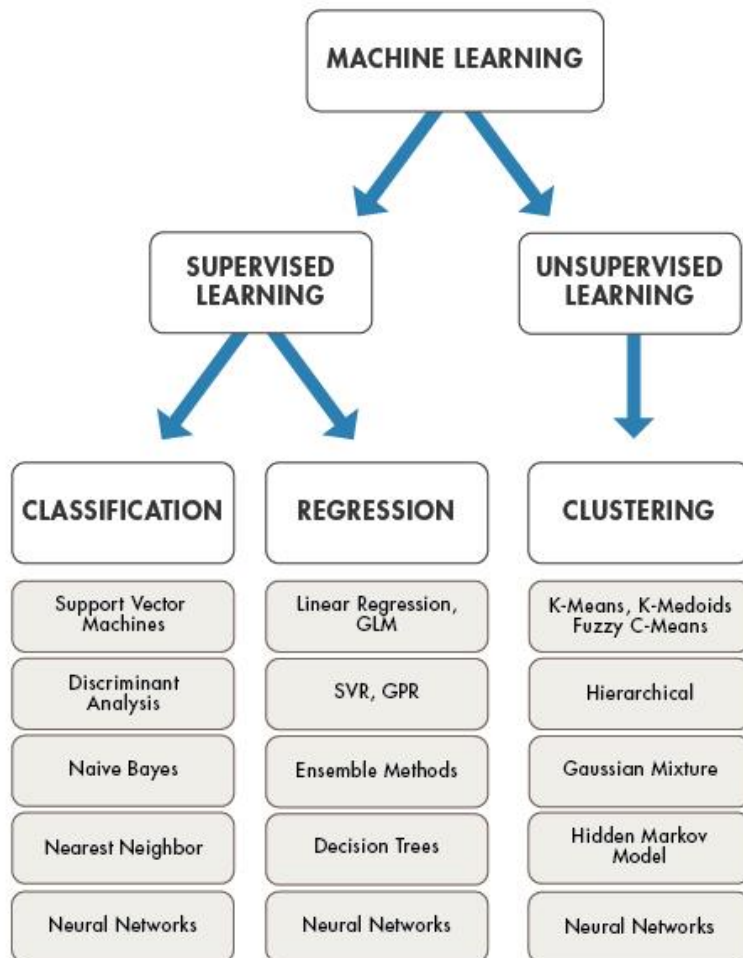 MACHINE LEARNING
SUPERVISED
LEARNING
UNSUPERVISED
LEARNING
CLASSIFICATION
Support Vector
Machines
Discriminant
Analysis
Naive Bayes
Nearest Neighbor
Neural Networks
REGRESSION
Linear Regression,
GLM
SVR, GPR
Ensemble Methods
Decision Trees
Neural Networks
CLUSTERING
K-Means, K-Medoids
Fuzzy C-Means
Hierarchical
Gaussian Mixture
Hidden Markov
Model
Neural Networks